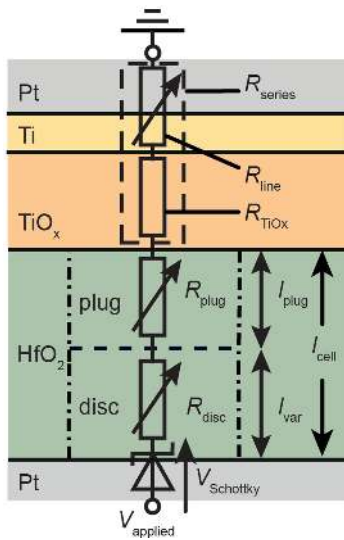 Pt
R_series
Ti
R_line
TiO_x
R_TiOx
plug
R_plug
l_plug
HfO_2
l_cell
disc
R_disc
l_var
Pt
V_Schottky
V_applied